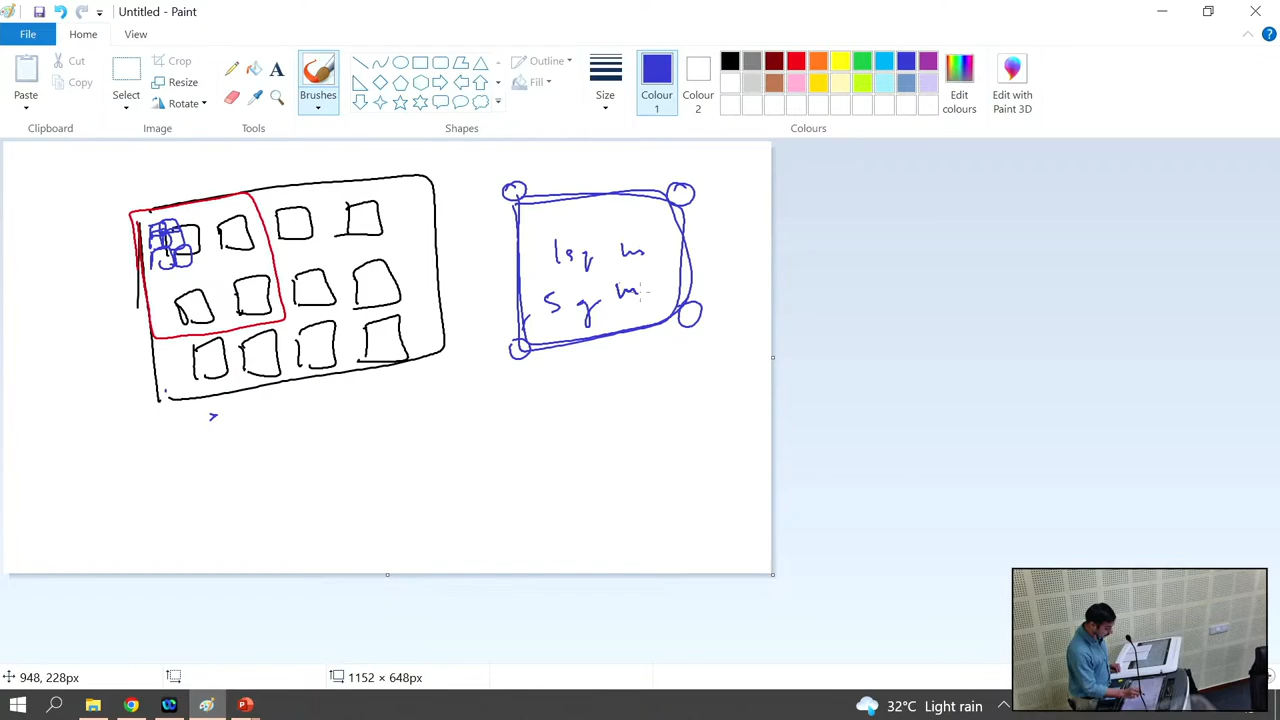 Untitled - Paint
File
Home
View
Paste
Cut
Copy
Clipboard
Select
Crop
Resize
Rotate
Image
Tools
Brushes
Outline
Fill
Shapes
Size
Colour
1
Colour
2
Edit
colours
Colours
Edit with
Paint 3D
1sq m
5 q m
948, 228px
1152 × 648px
32°C Light rain